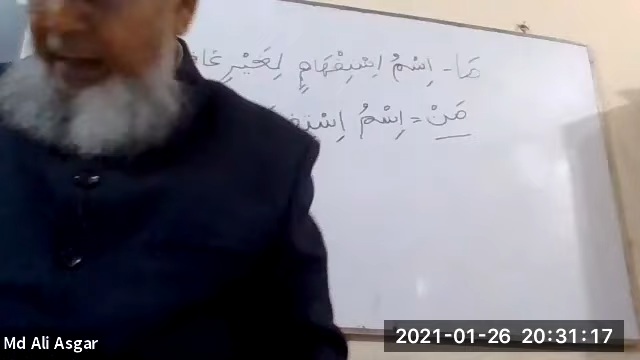 مَا - اِسْمُ اِسْتِفْهَامٍ لِغَيْرِ
مَنْ = اِسْمُ
Md Ali Asgar
2021-01-26 20:31:17